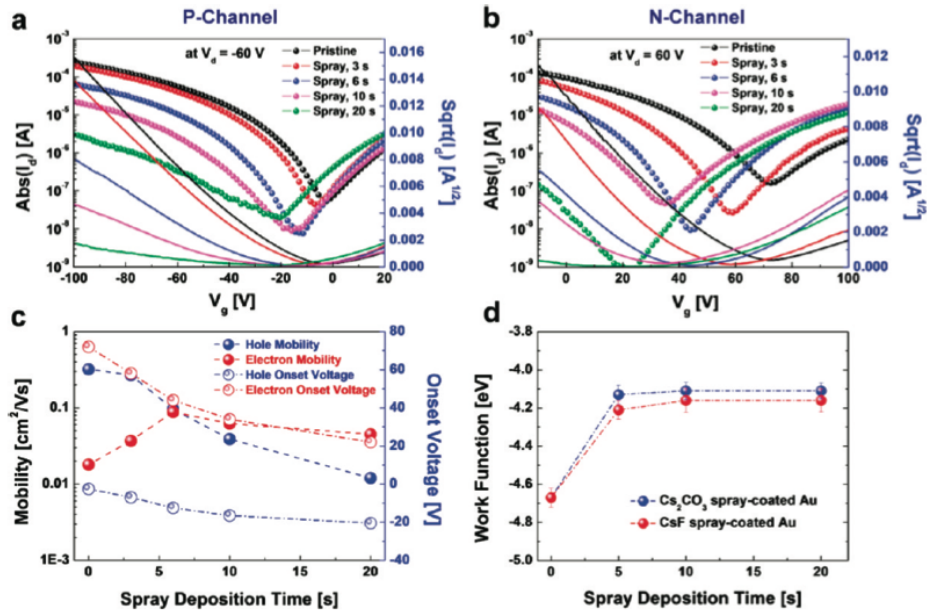 P-Channel
N-Channel
a
b
at V_d = -60 V
Pristine
Spray, 3 s
Spray, 6 s
Spray, 10 s
Spray, 20 s
Abs(I_d) [A]
10^-3
10^-4
10^-5
10^-6
10^-7
10^-8
10^-9
0.016
0.014
0.012
0.010
0.008
0.006
0.004
0.002
0.000
Sqrt(I_d) [A^1/2]
-100 -80 -60 -40 -20 0 20
V_g [V]
at V_d = 60 V
Pristine
Spray, 3 s
Spray, 6 s
Spray, 10 s
Spray, 20 s
Abs(I_d) [A]
10^-3
10^-4
10^-5
10^-6
10^-7
10^-8
10^-9
0.012
0.010
0.008
0.006
0.004
0.002
0.000
Sqrt(I_d) [A^1/2]
0 20 40 60 80 100
V_g [V]
c
d
Hole Mobility
Electron Mobility
Hole Onset Voltage
Electron Onset Voltage
Mobility [cm²/Vs]
1
0.1
0.01
1E-3
80
60
40
20
0
-20
-40
Onset Voltage [V]
0 5 10 15 20
Spray Deposition Time [s]
Work Function [eV]
-3.8
-4.0
-4.2
-4.4
-4.6
-4.8
-5.0
Cs₂CO₃ spray-coated Au
CsF spray-coated Au
0 5 10 15 20
Spray Deposition Time [s]